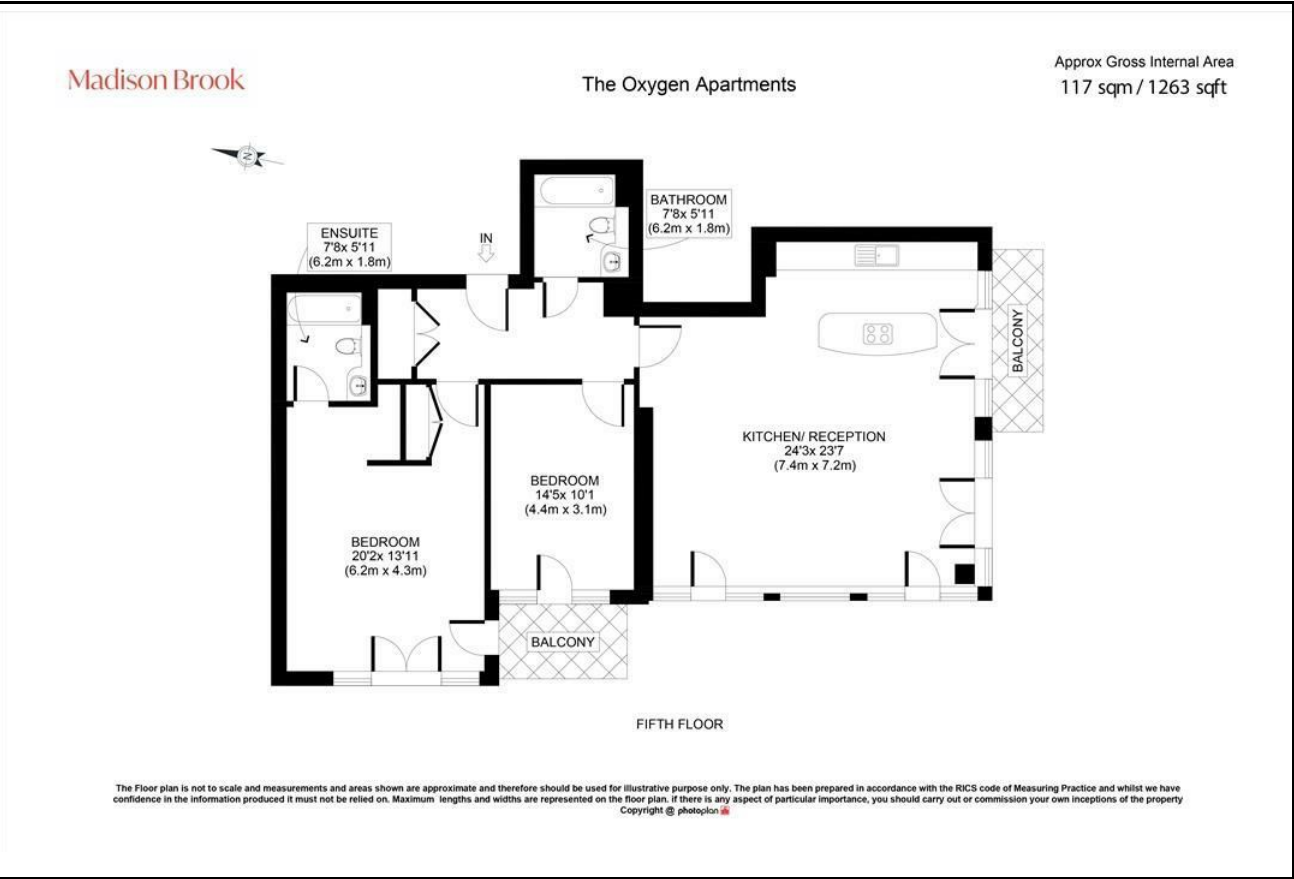 Madison Brook
The Oxygen Apartments
Approx Gross Internal Area
117 sqm / 1263 sqft
N
ENSUITE
7'8x 5'11
(6.2m x 1.8m)
IN
BATHROOM
7'8x 5'11
(6.2m x 1.8m)
BALCONY
KITCHEN/ RECEPTION
24'3x 23'7
(7.4m x 7.2m)
BEDROOM
14'5x 10'1
(4.4m x 3.1m)
BEDROOM
20'2x 13'11
(6.2m x 4.3m)
BALCONY
FIFTH FLOOR
The Floor plan is not to scale and measurements and areas shown are approximate and therefore should be used for illustrative purpose only. The plan has been prepared in accordance with the RICS code of Measuring Practice and whilst we have
confidence in the information produced it must not be relied on. Maximum lengths and widths are represented on the floor plan. if there is any aspect of particular importance, you should carry out or commission your own inceptions of the property
Copyright @ photoplan